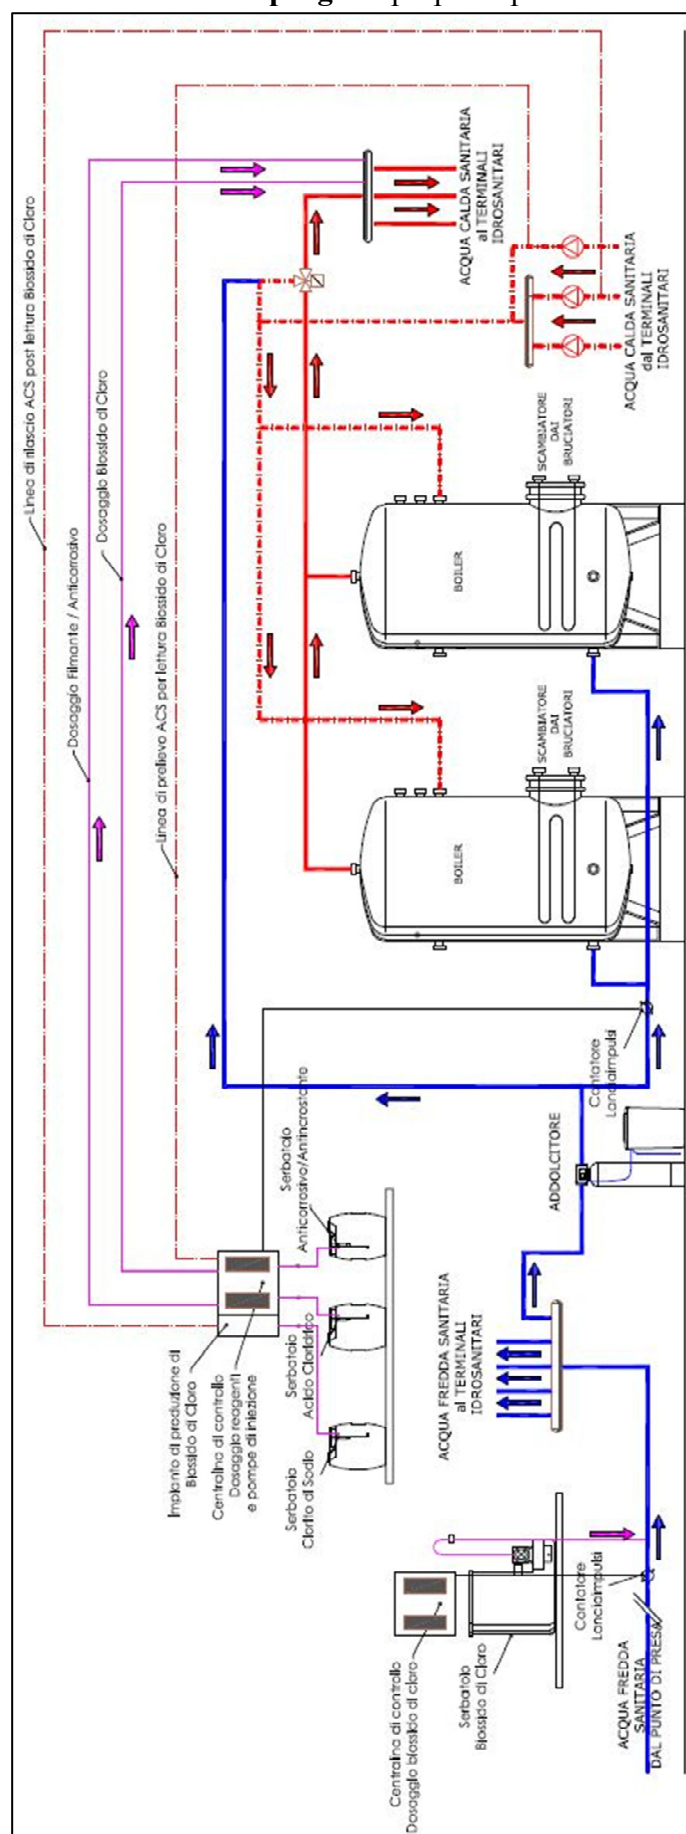 Linea di rilascio ACS post lettura Biossido di Cloro
Dosaggio Filmante / Anticorrosivo
Dosaggio Biossido di Cloro
Linea di prelievo ACS per lettura Biossido di Cloro
ACQUA CALDA SANITARIA
al TERMINALI
IDROSANITARI
ACQUA CALDA SANITARIA
dal TERMINALI
IDROSANITARI
SCAMBIATORE
DAI
BRUCIATORI
BOILER
SCAMBIATORE
DAI
BRUCIATORI
BOILER
Contatore
Lanciaimpulsi
ADDOLCITORE
Serbatoio
Anticorrosivo/Antincrostante
Serbatoio
Acido Cloridrico
Serbatoio
Clorito di Sodio
Impianto di produzione di
Biossido di Cloro
Centralina di controllo
Dosaggio reagenti
e pompe di iniezione
ACQUA FREDDA SANITARIA
al TERMINALI
IDROSANITARI
Centralina di controllo
Dosaggio biossido di cloro
Serbatoio
Biossido di Cloro
Contatore
Lanciaimpulsi
ACQUA FREDDA
SANITARIA
DAL PUNTO DI PRESA